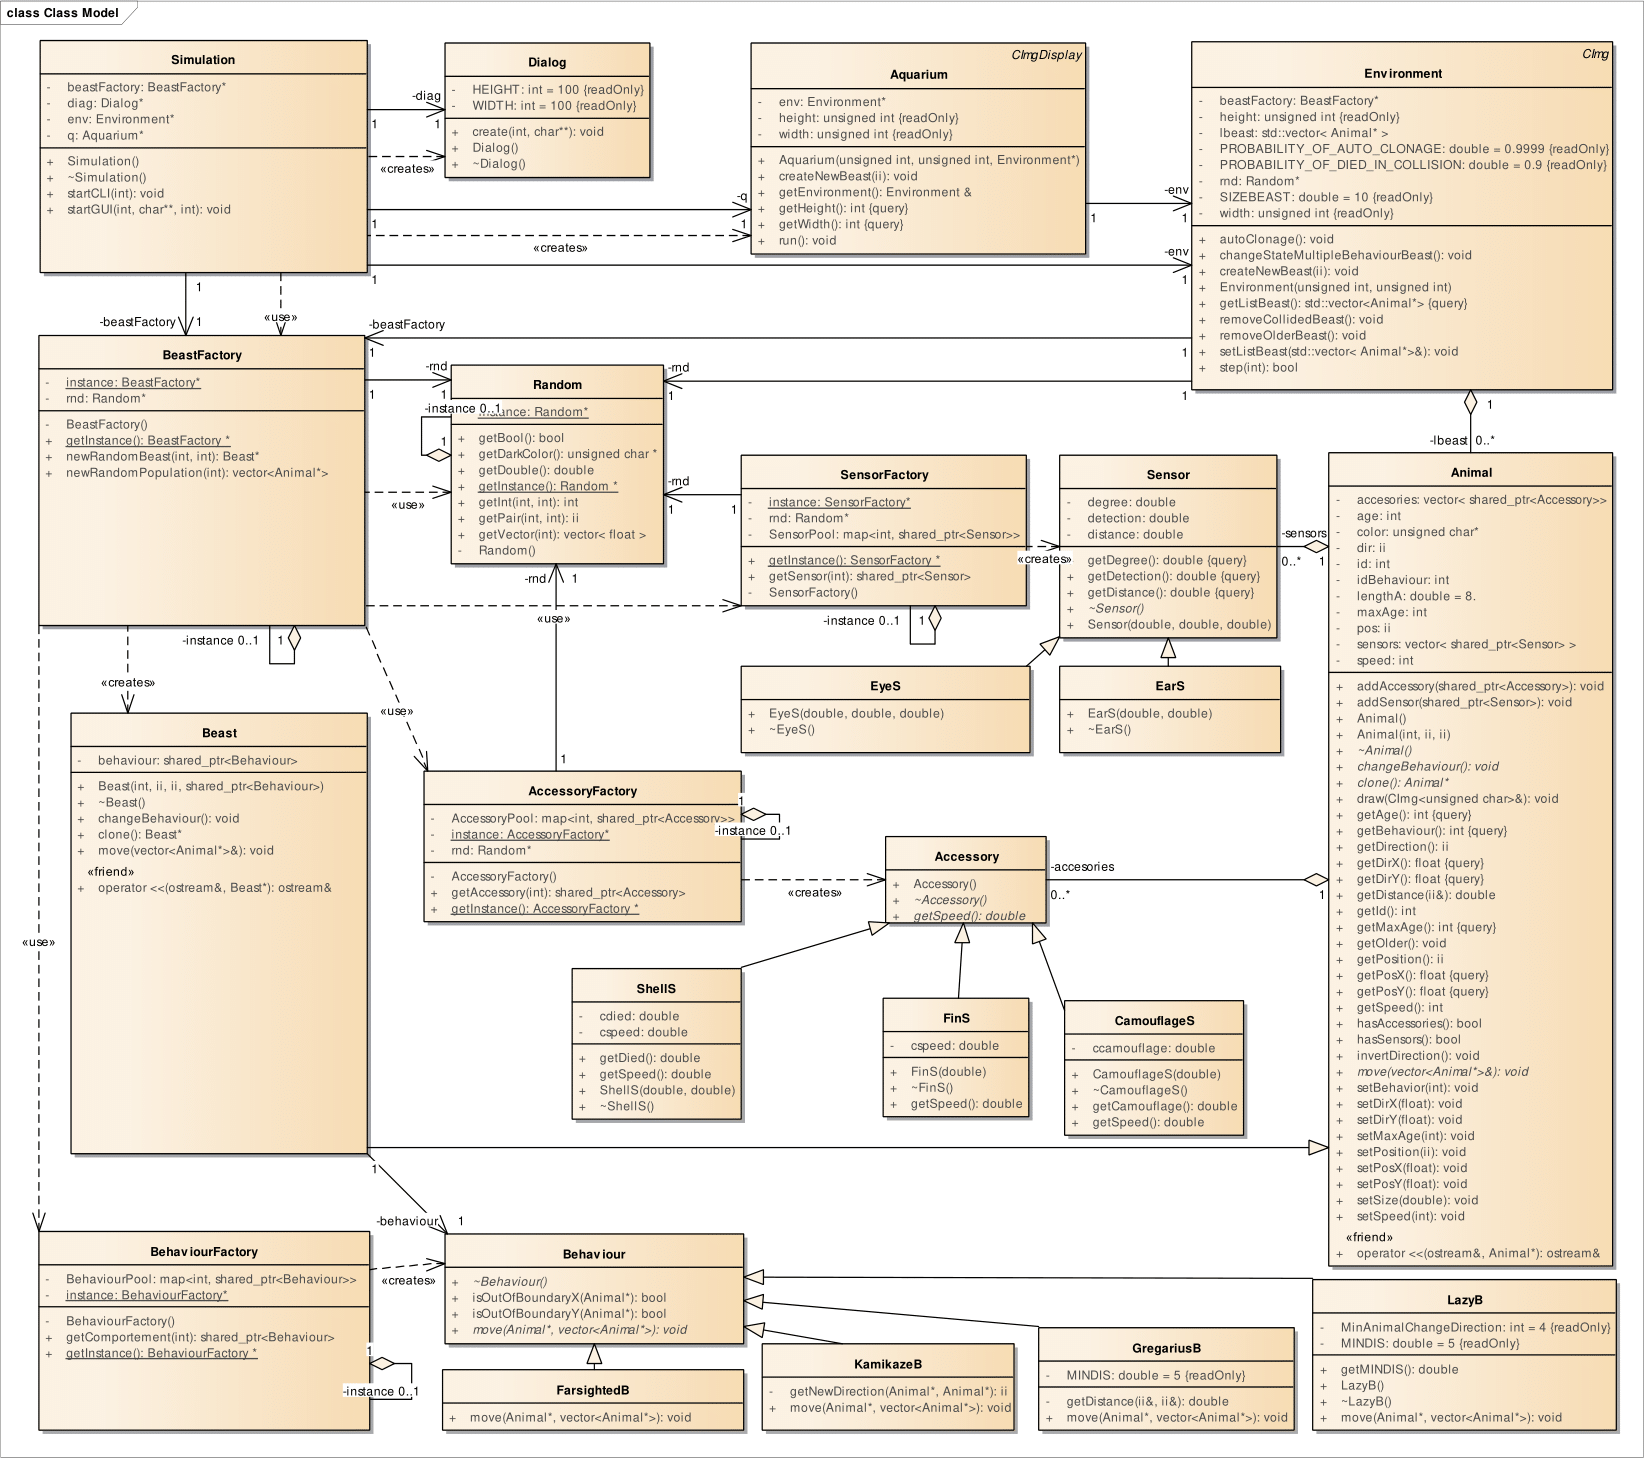 class Class Model
Simulation
- beastFactory: BeastFactory*
- diag: Dialog*
- env: Environment*
- q: Aquarium*
+ Simulation()
+ ~Simulation()
+ startCLI(int): void
+ startGUI(int, char**, int): void
-diag
1
1
«creates»
Dialog
- HEIGHT: int = 100 {readOnly}
- WIDTH: int = 100 {readOnly}
+ create(int, char**): void
+ Dialog()
+ ~Dialog()
-q
1
1
«creates»
CImgDisplay
Aquarium
- env: Environment*
- height: unsigned int {readOnly}
- width: unsigned int {readOnly}
+ Aquarium(unsigned int, unsigned int, Environment*)
+ createNewBeast(ii): void
+ getEnvironment(): Environment &
+ getHeight(): int {query}
+ getWidth(): int {query}
+ run(): void
-env
1
1
-env
1
1
CImg
Environment
- beastFactory: BeastFactory*
- height: unsigned int {readOnly}
- lbeast: std::vector< Animal* >
- PROBABILITY_OF_AUTO_CLONAGE: double = 0.9999 {readOnly}
- PROBABILITY_OF_DIED_IN_COLLISION: double = 0.9 {readOnly}
- rnd: Random*
- SIZEBEAST: double = 10 {readOnly}
- width: unsigned int {readOnly}
+ autoClonage(): void
+ changeStateMultipleBehaviourBeast(): void
+ createNewBeast(ii): void
+ Environment(unsigned int, unsigned int)
+ getListBeast(): std::vector<Animal*> {query}
+ removeCollidedBeast(): void
+ removeOlderBeast(): void
+ setListBeast(std::vector< Animal*>&): void
+ step(int): bool
1
-beastFactory
1
«use»
-beastFactory
1
1
BeastFactory
- instance: BeastFactory*
- rnd: Random*
- BeastFactory()
+ getInstance(): BeastFactory *
+ newRandomBeast(int, int): Beast*
+ newRandomPopulation(int): vector<Animal*>
-rnd
1
1
-rnd
1
1
-instance 0..1
1
Random
instance: Random*
+ getBool(): bool
+ getDarkColor(): unsigned char *
+ getDouble(): double
+ getInstance(): Random *
+ getInt(int, int): int
+ getPair(int, int): ii
+ getVector(int): vector< float >
- Random()
«use»
-rnd
1
1
SensorFactory
- instance: SensorFactory*
- rnd: Random*
- SensorPool: map<int, shared_ptr<Sensor>>
+ getInstance(): SensorFactory *
+ getSensor(int): shared_ptr<Sensor>
- SensorFactory()
«creates»
-instance 0..1
1
Sensor
- degree: double
- detection: double
- distance: double
+ getDegree(): double {query}
+ getDetection(): double {query}
+ getDistance(): double {query}
+ ~Sensor()
+ Sensor(double, double, double)
-sensors
0..*
1
1
-lbeast 0..*
Animal
- accesories: vector< shared_ptr<Accessory>>
- age: int
- color: unsigned char*
- dir: ii
- id: int
- idBehaviour: int
- lengthA: double = 8.
- maxAge: int
- pos: ii
- sensors: vector< shared_ptr<Sensor> >
- speed: int
+ addAccessory(shared_ptr<Accessory>): void
+ addSensor(shared_ptr<Sensor>): void
+ Animal()
+ Animal(int, ii, ii)
+ ~Animal()
+ changeBehaviour(): void
+ clone(): Animal*
+ draw(CImg<unsigned char>&): void
+ getAge(): int {query}
+ getBehaviour(): int {query}
+ getDirection(): ii
+ getDirX(): float {query}
+ getDirY(): float {query}
+ getDistance(ii&): double
+ getId(): int
+ getMaxAge(): int {query}
+ getOlder(): void
+ getPosition(): ii
+ getPosX(): float {query}
+ getPosY(): float {query}
+ getSpeed(): int
+ hasAccessories(): bool
+ hasSensors(): bool
+ invertDirection(): void
+ move(vector<Animal*>&): void
+ setBehavior(int): void
+ setDirX(float): void
+ setDirY(float): void
+ setMaxAge(int): void
+ setPosition(ii): void
+ setPosX(float): void
+ setPosY(float): void
+ setSize(double): void
+ setSpeed(int): void
«friend»
+ operator <<(ostream&, Animal*): ostream&
-rnd
1
«use»
1
-instance 0..1
1
«creates»
«use»
«use»
EyeS
+ EyeS(double, double, double)
+ ~EyeS()
EarS
+ EarS(double, double)
+ ~EarS()
Beast
- behaviour: shared_ptr<Behaviour>
+ Beast(int, ii, ii, shared_ptr<Behaviour>)
+ ~Beast()
+ changeBehaviour(): void
+ clone(): Beast*
+ move(vector<Animal*>&): void
«friend»
+ operator <<(ostream&, Beast*): ostream&
AccessoryFactory
- AccessoryPool: map<int, shared_ptr<Accessory>>
- instance: AccessoryFactory*
- rnd: Random*
- AccessoryFactory()
+ getAccessory(int): shared_ptr<Accessory>
+ getInstance(): AccessoryFactory *
1
-instance 0..1
«creates»
Accessory
+ Accessory()
+ ~Accessory()
+ getSpeed(): double
-accesories
0..*
1
ShellS
- cdied: double
- cspeed: double
+ getDied(): double
+ getSpeed(): double
+ ShellS(double, double)
+ ~ShellS()
FinS
- cspeed: double
+ FinS(double)
+ ~FinS()
+ getSpeed(): double
CamouflageS
- ccamouflage: double
+ CamouflageS(double)
+ ~CamouflageS()
+ getCamouflage(): double
+ getSpeed(): double
1
-behaviour
1
BehaviourFactory
- BehaviourPool: map<int, shared_ptr<Behaviour>>
- instance: BehaviourFactory*
- BehaviourFactory()
+ getComportement(int): shared_ptr<Behaviour>
+ getInstance(): BehaviourFactory *
1
-instance 0..1
«creates»
Behaviour
+ ~Behaviour()
+ isOutOfBoundaryX(Animal*): bool
+ isOutOfBoundaryY(Animal*): bool
+ move(Animal*, vector<Animal*>): void
FarsightedB
+ move(Animal*, vector<Animal*>): void
KamikazeB
- getNewDirection(Animal*, Animal*): ii
+ move(Animal*, vector<Animal*>): void
GregariusB
- MINDIS: double = 5 {readOnly}
- getDistance(ii&, ii&): double
+ move(Animal*, vector<Animal*>): void
LazyB
- MinAnimalChangeDirection: int = 4 {readOnly}
- MINDIS: double = 5 {readOnly}
+ getMINDIS(): double
+ LazyB()
+ ~LazyB()
+ move(Animal*, vector<Animal*>): void